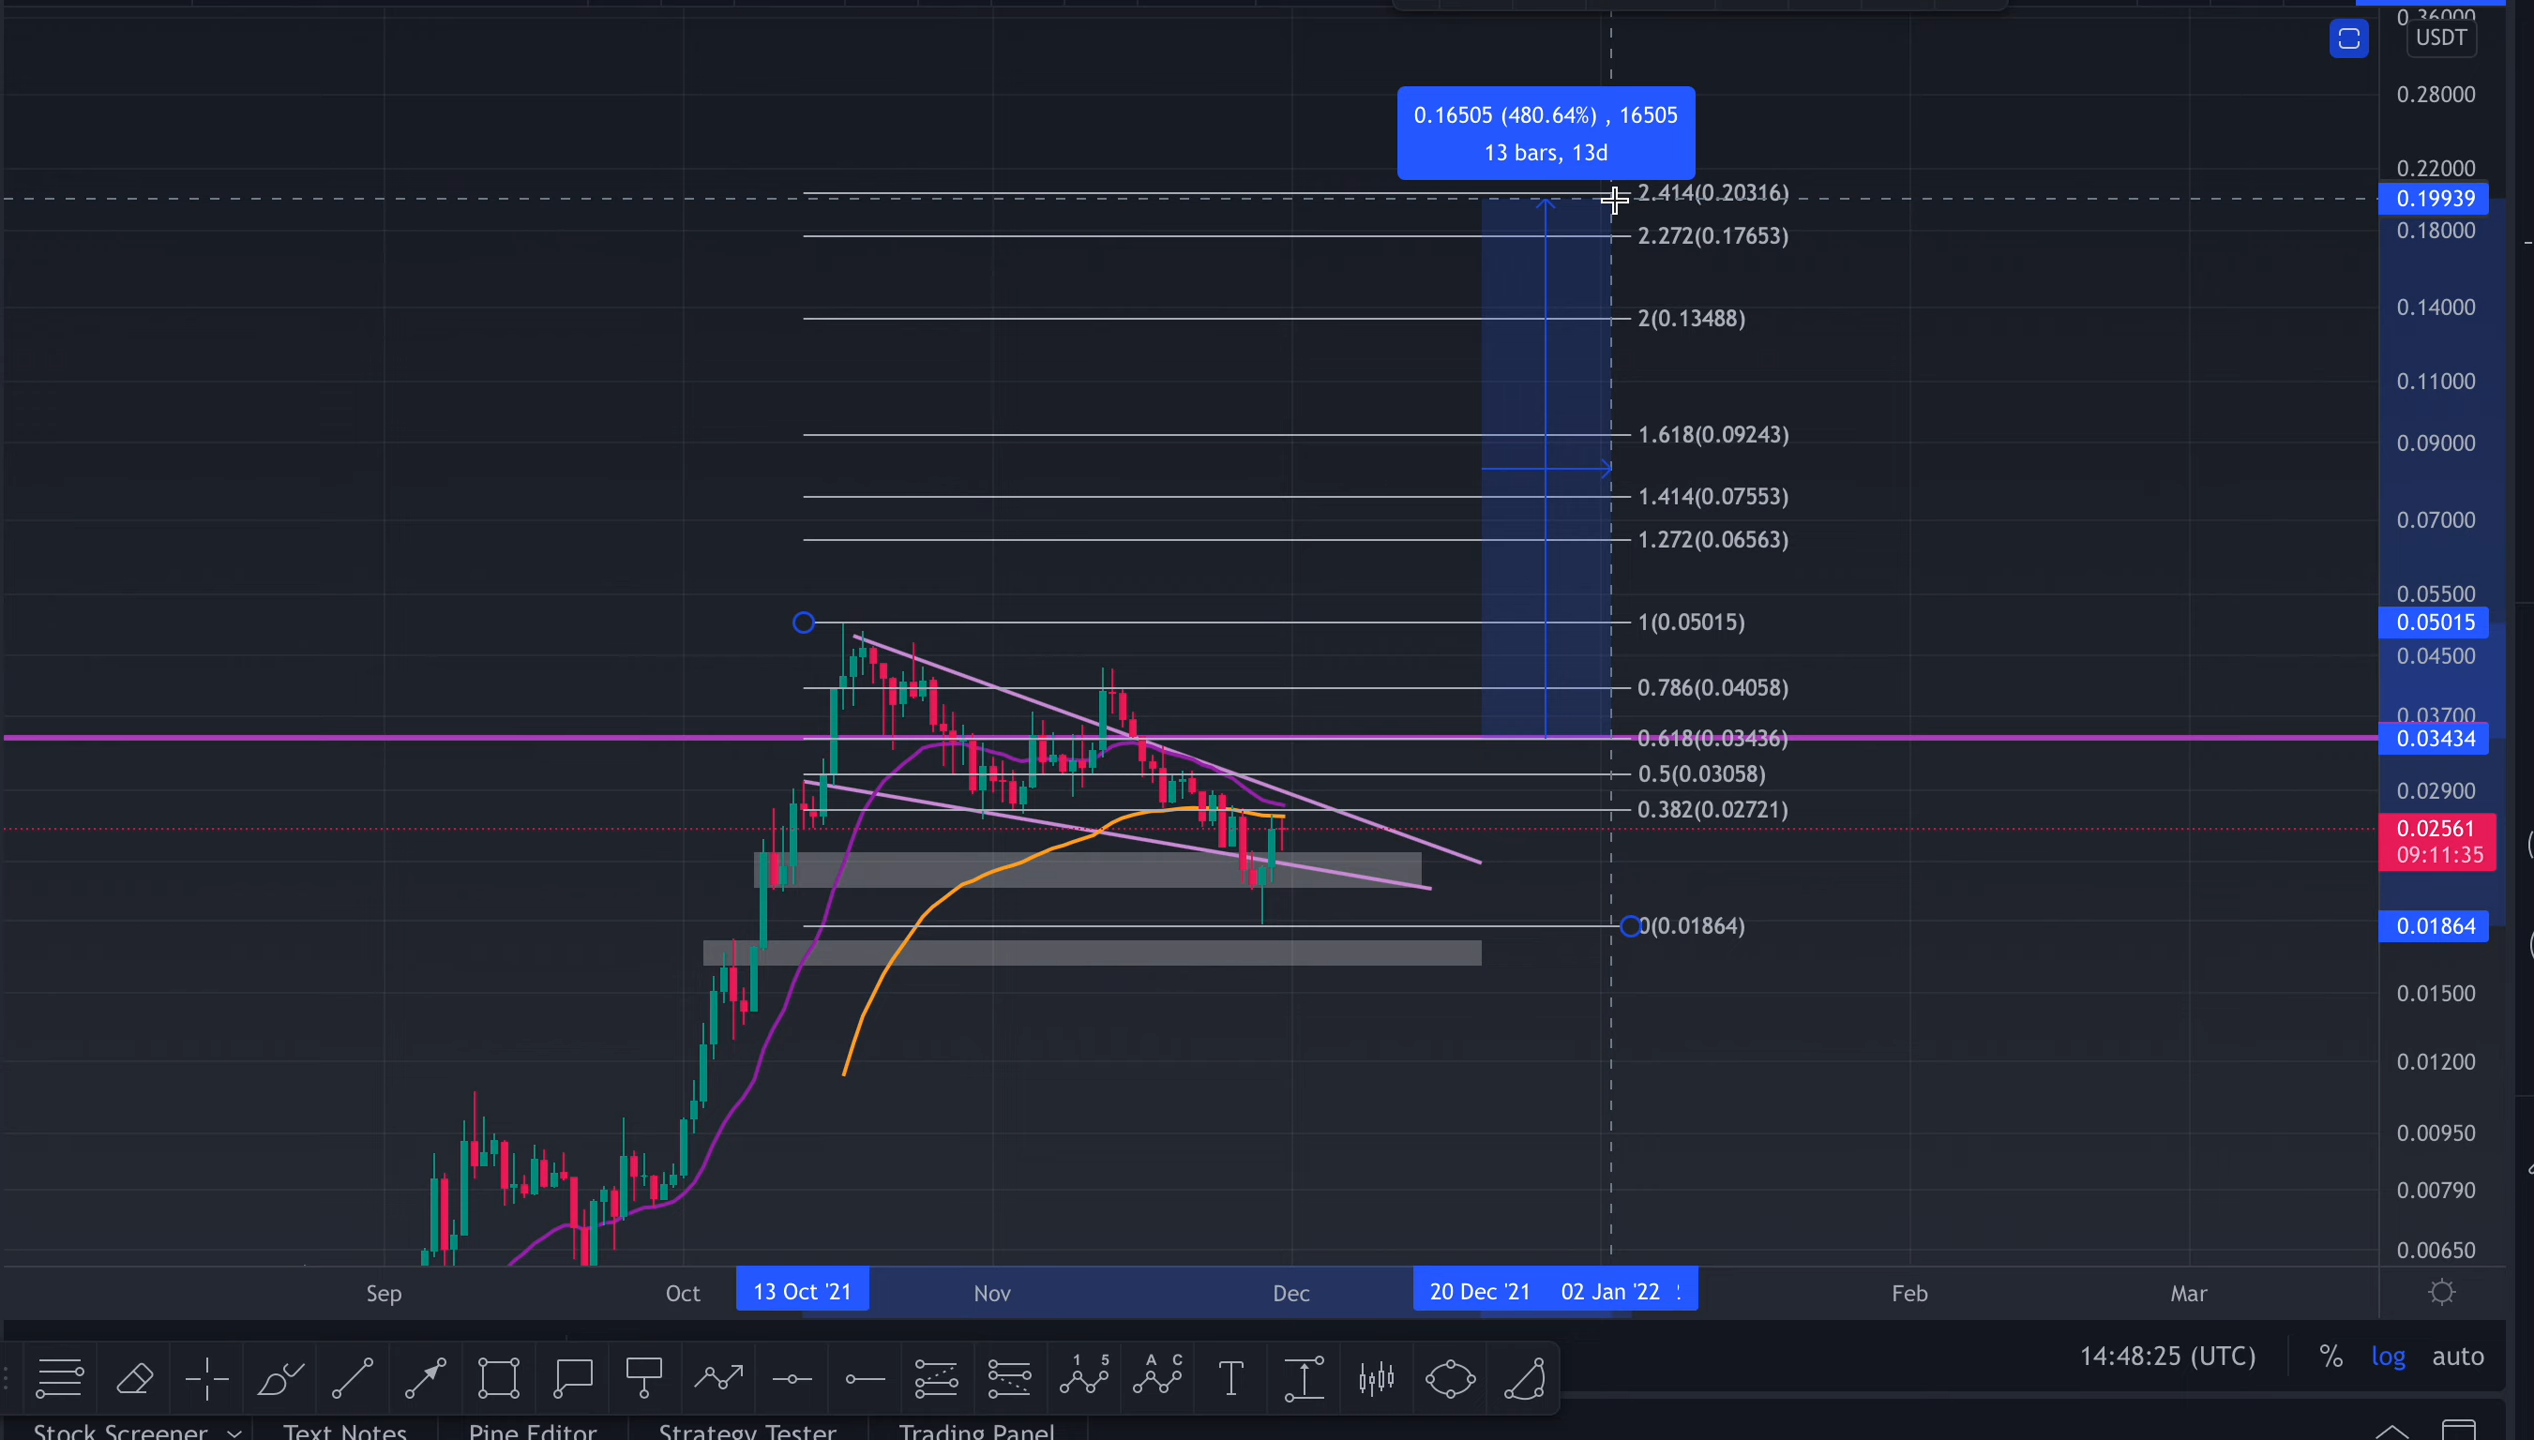 0.36000
USDT
0.28000
0.16505 (480.64%) , 16505
13 bars, 13d
0.22000
2.414(0.20316)
0.19939
0.18000
2.272(0.17653)
0.14000
2(0.13488)
0.11000
1.618(0.09243)
0.09000
1.414(0.07553)
0.07000
1.272(0.06563)
0.05500
1(0.05015)
0.05015
0.04500
0.786(0.04058)
0.03700
0.618(0.03436)
0.03434
0.5(0.03058)
0.02900
0.382(0.02721)
0.02561
09:11:35
0(0.01864)
0.01864
0.01500
0.01200
0.00950
0.00790
0.00650
Sep
Oct
13 Oct '21
Nov
Dec
20 Dec '21
02 Jan '22
Feb
Mar
14:48:25 (UTC)
%
log
auto
1 5
A C
T
Stock Screener
Text Notes
Pine Editor
Strategy Tester
Trading Panel